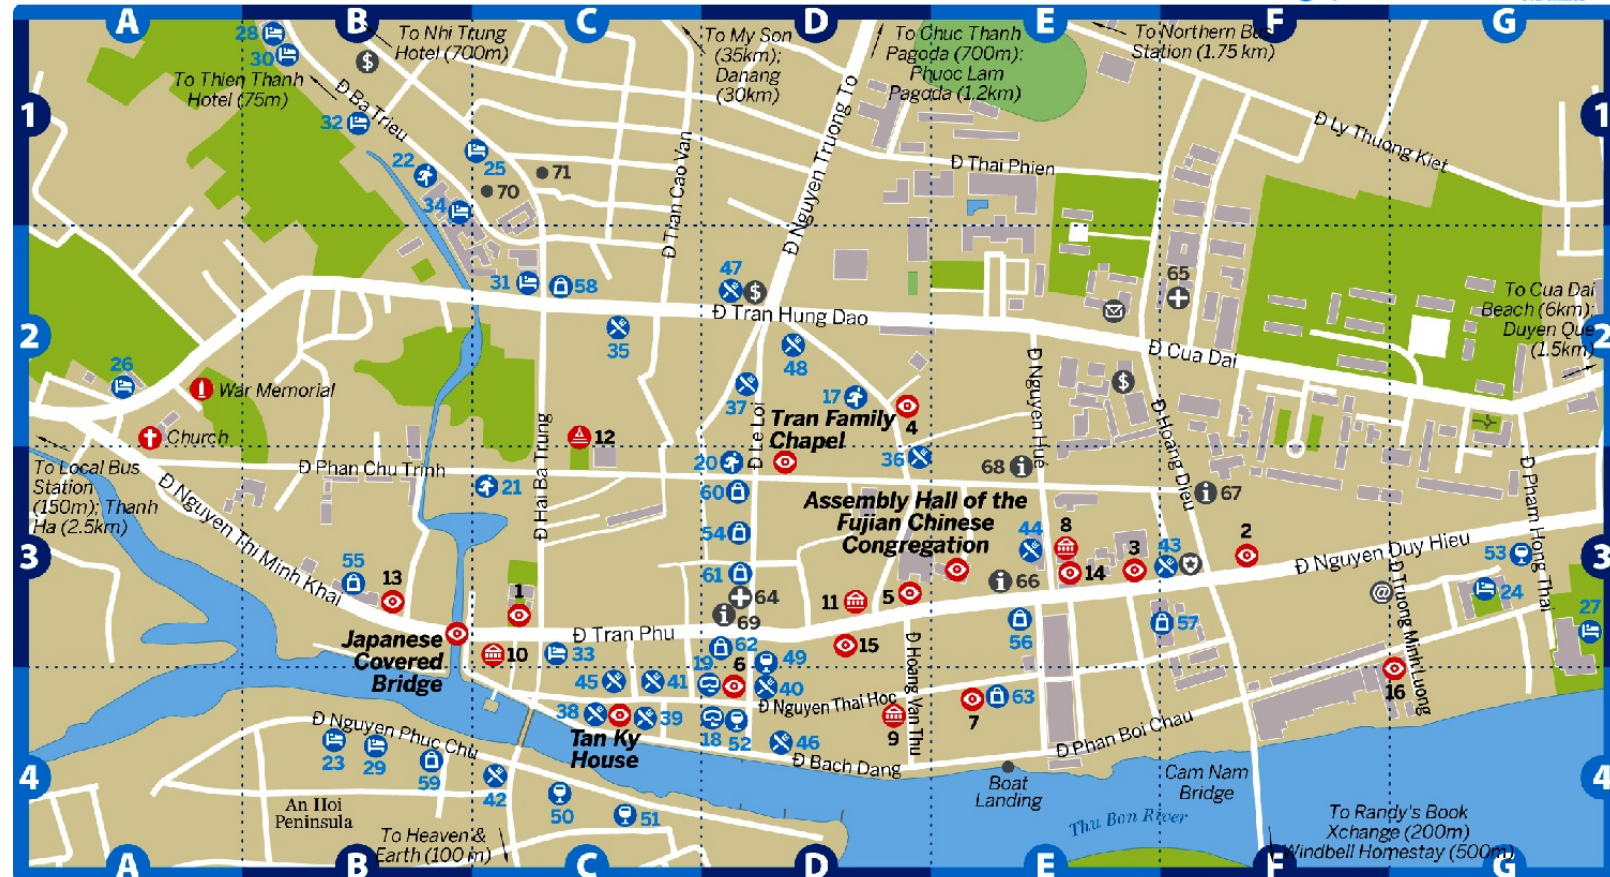 A
B
C
D
E
F
G
1
1
2
2
3
3
4
4
A
B
C
D
E
F
G
28
30
To Thien Thanh
Hotel (75m)
To Nhi Trung
Hotel (700m)
$
Đ Ba Trieu
32
22
34
25
70
71
Đ Tran Cao Van
To My Son
(35km);
Danang
(30km)
To Chuc Thanh
Pagoda (700m);
Phuoc Lam
Pagoda (1.2km)
To Northern Bus
Station (1.75 km)
Đ Nguyen Truong To
Đ Thai Phien
Đ Ly Thuong Kiet
31
58
35
47
$
Đ Tran Hung Dao
48
37
17
Tran Family
Chapel
4
Đ Le Loi
65
Đ Cua Dai
$
Đ Nguyen Hué
Đ Hoang Dieu
To Cua Dai
Beach (6km);
Duyen Que
(1.5km)
26
War Memorial
Church
12
Đ Hai Ba Trung
To Local Bus
Station
(150m); Thanh
Ha (2.5km)
Đ Phan Chu Trinh
Đ Nguyen Thi Minh Khai
21
20
60
54
61
64
69
36
68
67
Assembly Hall of the
Fujian Chinese
Congregation
44
8
14
3
43
2
66
11
5
Đ Nguyen Duy Hieu
53
24
27
Đ Pham Hong Thai
@
Đ Truong Minh Luong
55
13
1
Japanese
Covered
Bridge
10
Đ Tran Phu
33
62
19
6
49
15
56
57
45
41
40
Đ Nguyen Thai Hoc
Đ Hoang Van Thu
7
63
16
38
39
Tan Ky
House
18
52
46
9
Đ Bach Dang
Đ Phan Boi Chau
Đ Nguyen Phuc Chu
23
29
59
42
50
51
An Hoi
Peninsula
To Heaven &
Earth (100 m)
Boat
Landing
Cam Nam
Bridge
Thu Bon River
To Randy's Book
Xchange (200m)
Windbell Homestay (500m)